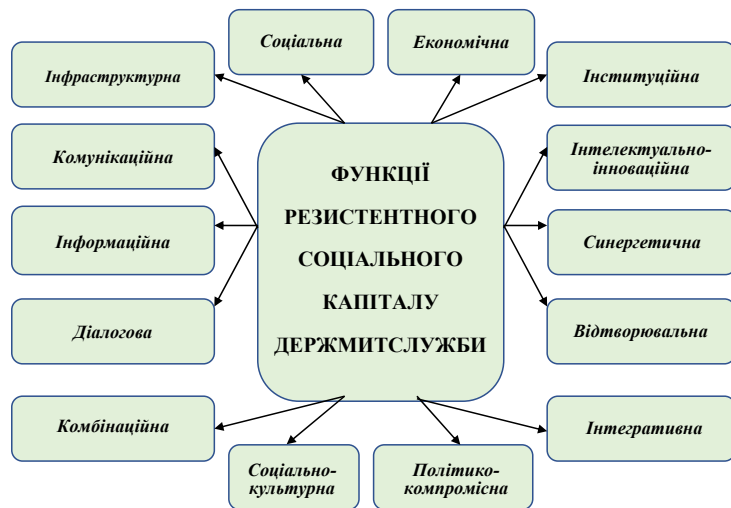 Соціальна
Економічна
Інфраструктурна
Інституційна
Комунікаційна
Інтелектуально-
інноваційна
ФУНКЦІЇ
РЕЗИСТЕНТНОГО
СОЦІАЛЬНОГО
КАПІТАЛУ
ДЕРЖМИТСЛУЖБИ
Інформаційна
Синергетична
Діалогова
Відтворювальна
Комбінаційна
Інтегративна
Соціально-
культурна
Політико-
компромісна